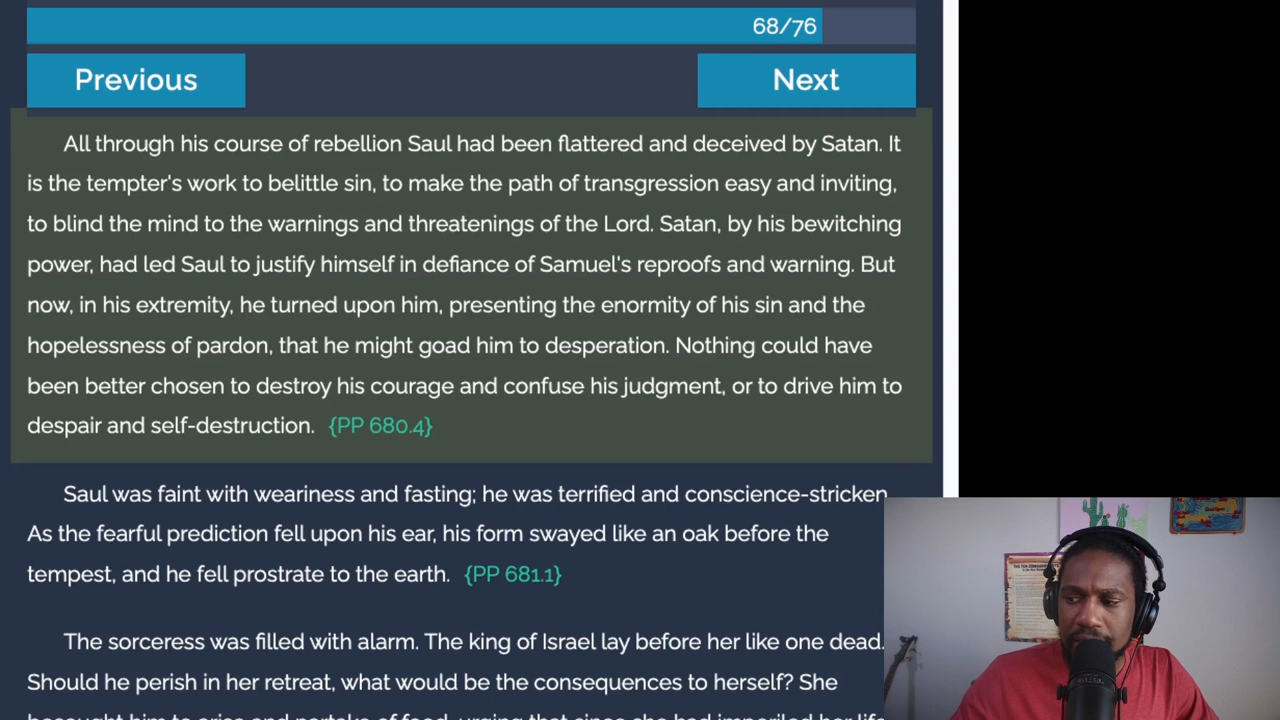 68/76
Previous
Next
All through his course of rebellion Saul had been flattered and deceived by Satan. It
is the tempter's work to belittle sin, to make the path of transgression easy and inviting,
to blind the mind to the warnings and threatenings of the Lord. Satan, by his bewitching
power, had led Saul to justify himself in defiance of Samuel's reproofs and warning. But
now, in his extremity, he turned upon him, presenting the enormity of his sin and the
hopelessness of pardon, that he might goad him to desperation. Nothing could have
been better chosen to destroy his courage and confuse his judgment, or to drive him to
despair and self-destruction. {PP 680.4}
Saul was faint with weariness and fasting; he was terrified and conscience-stricken
As the fearful prediction fell upon his ear, his form swayed like an oak before the
tempest, and he fell prostrate to the earth. {PP 681.1}
The sorceress was filled with alarm. The king of Israel lay before her like one dead.
Should he perish in her retreat, what would be the consequences to herself? She